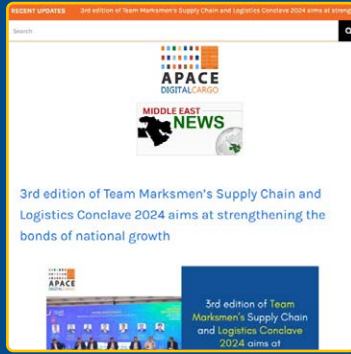 RECENT UPDATES 3rd edition of Team Marksmen's Supply Chain and Logistics Conclave 2024 aims at streng
Search
APACE
DIGITALCARGO
MIDDLE EAST
NEWS
3rd edition of Team Marksmen's Supply Chain and
Logistics Conclave 2024 aims at strengthening the
bonds of national growth
APACE
3rd edition of Team
Marksmen's Supply Chain
and Logistics Conclave
2024 aims at